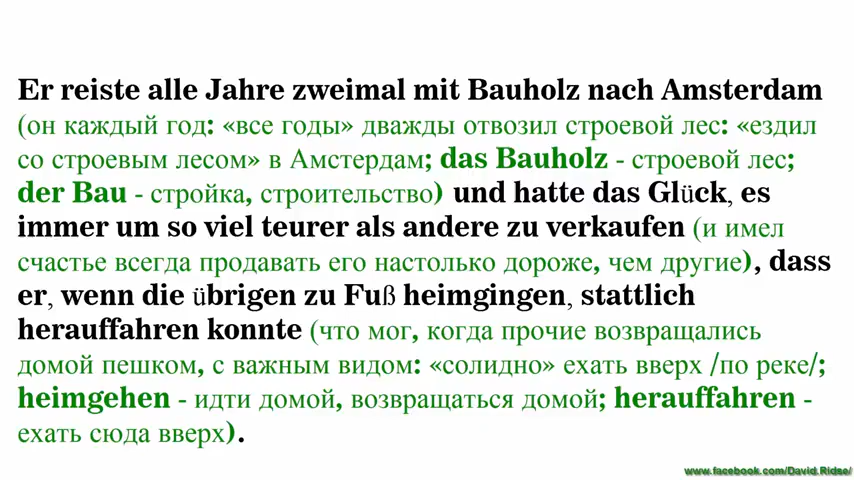 Er reiste alle Jahre zweimal mit Bauholz nach Amsterdam
(он каждый год: «все годы» дважды отвозил строевой лес: «ездил
со строевым лесом» в Амстердам; das Bauholz - строевой лес;
der Bau - стройка, строительство) und hatte das Glück, es
immer um so viel teurer als andere zu verkaufen (и имел
счастье всегда продавать его настолько дороже, чем другие), dass
er, wenn die übrigen zu Fuß heimgingen, stattlich
herauffahren konnte (что мог, когда прочие возвращались
домой пешком, с важным видом: «солидно» ехать вверх /по реке/;
heimgehen - идти домой, возвращаться домой; herauffahren -
ехать сюда вверх).
www.facebook.com/David.Ridse/